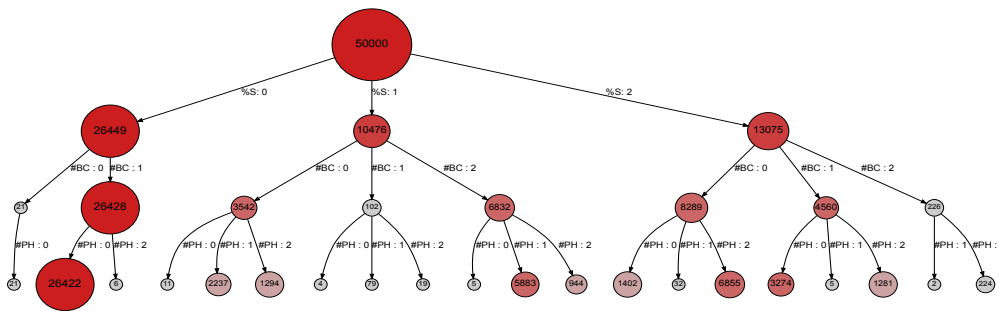 50000
%S: 0
%S: 1
%S: 2
26449
10476
13075
#BC : 0
#BC : 1
#BC : 0
#BC : 1
#BC : 2
#BC : 0
#BC : 1
#BC : 2
21
26428
3542
102
6832
8289
4560
226
#PH : 0
#PH : 0
#PH : 2
#PH : 0
#PH : 1
#PH : 2
#PH : 0
#PH : 1
#PH : 2
#PH : 0
#PH : 1
#PH : 2
#PH : 0
#PH : 1
#PH : 2
#PH : 0
#PH : 1
#PH : 2
#PH : 1
#PH :
21
26422
6
11
2237
1294
4
79
19
5
5883
944
1402
32
6855
3274
5
1281
2
224